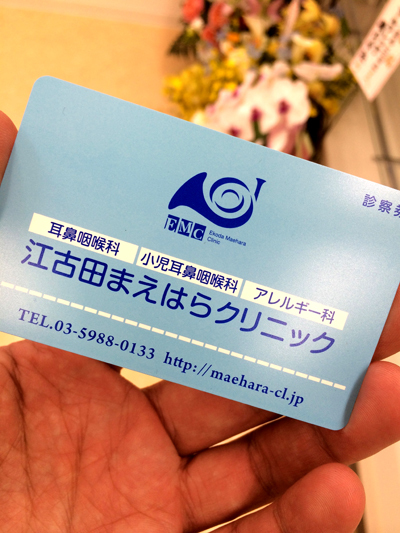 診察券
EMC
Ekoda Maehara
Clinic
耳鼻咽喉科 小児耳鼻咽喉科 アレルギー科
江古田まえはらクリニック
TEL.03-5988-0133 http://maehara-cl.jp